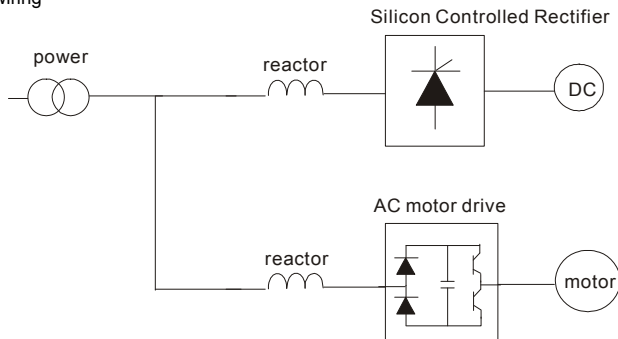 wiring
Silicon Controlled Rectifier
power
reactor
DC
AC motor drive
reactor
motor